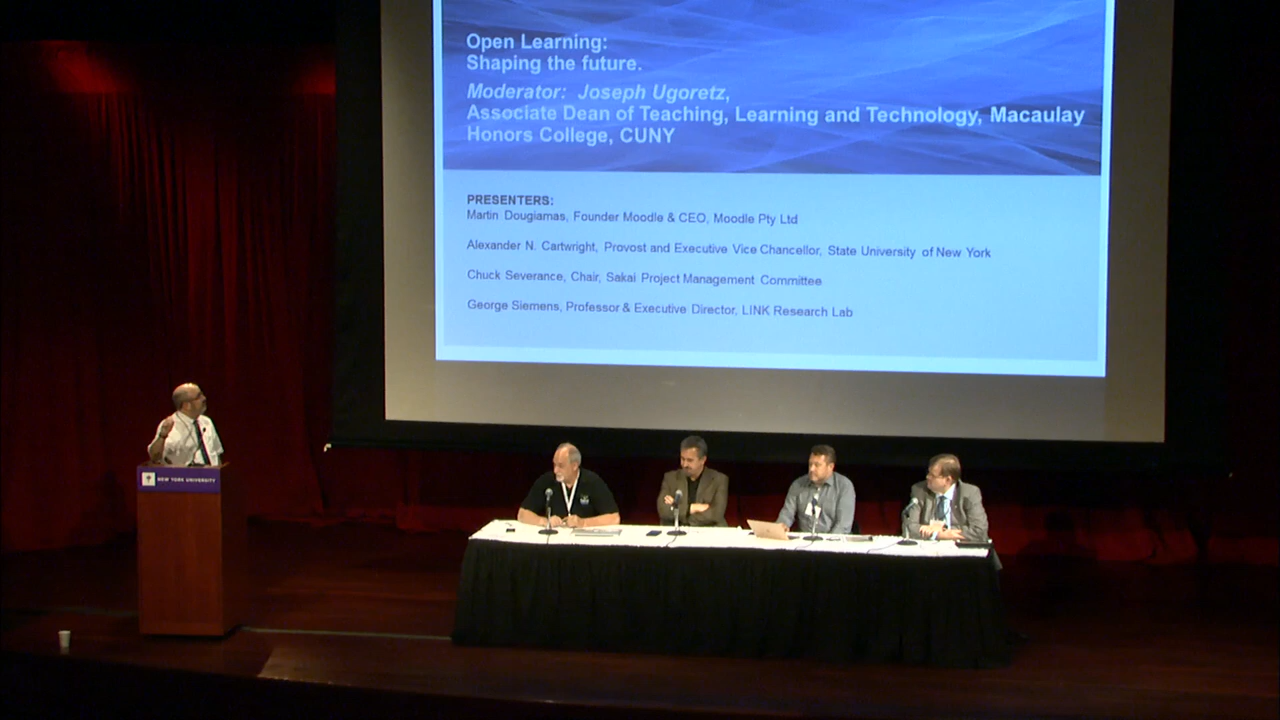 Open Learning:
Shaping the future.
Moderator: Joseph Ugoretz,
Associate Dean of Teaching, Learning and Technology, Macaulay
Honors College, CUNY
PRESENTERS:
Martin Dougiamas, Founder Moodle & CEO, Moodle Pty Ltd
Alexander N. Cartwright, Provost and Executive Vice Chancellor, State University of New York
Chuck Severance, Chair, Sakai Project Management Committee
George Siemens, Professor & Executive Director, LINK Research Lab
NEW YORK UNIVERSITY